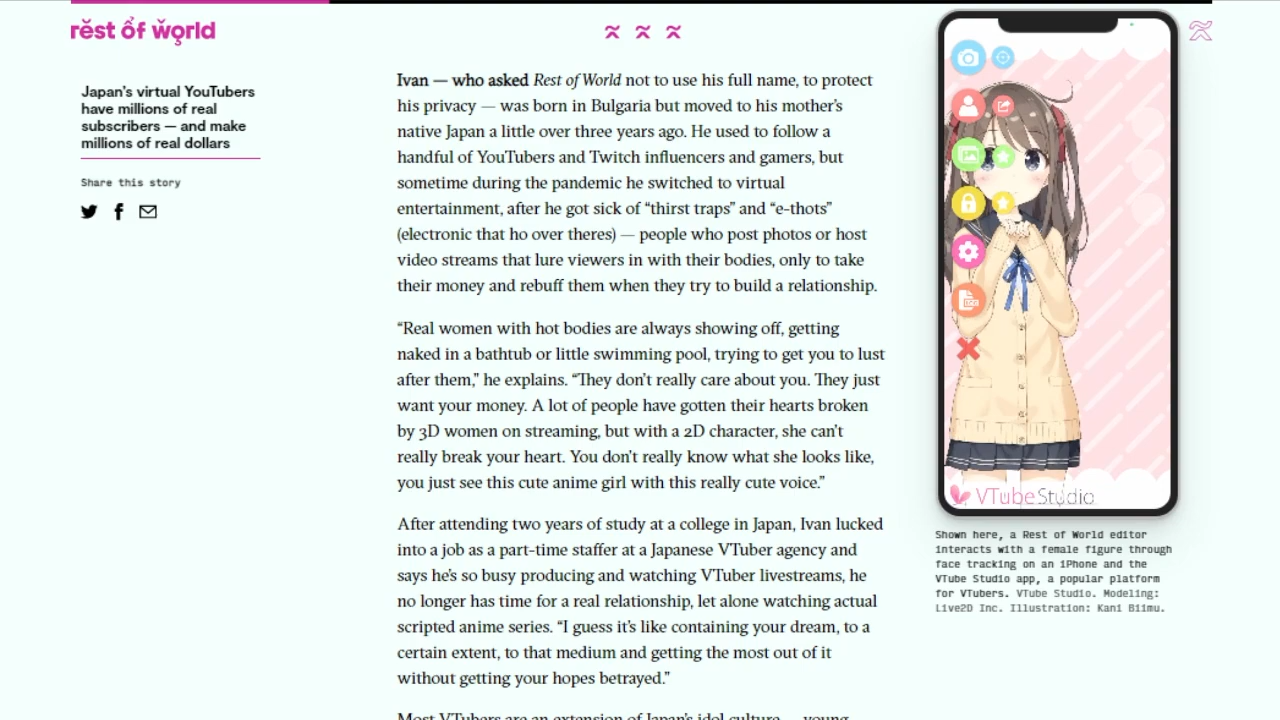 rĕst ȍf ẘǫrld
Japan's virtual YouTubers
have millions of real
subscribers — and make
millions of real dollars
Share this story
Ivan — who asked Rest of World not to use his full name, to protect
his privacy — was born in Bulgaria but moved to his mother's
native Japan a little over three years ago. He used to follow a
handful of YouTubers and Twitch influencers and gamers, but
sometime during the pandemic he switched to virtual
entertainment, after he got sick of “thirst traps” and “e-thots”
(electronic that ho over theres) — people who post photos or host
video streams that lure viewers in with their bodies, only to take
their money and rebuff them when they try to build a relationship.
“Real women with hot bodies are always showing off, getting
naked in a bathtub or little swimming pool, trying to get you to lust
after them,” he explains. “They don't really care about you. They just
want your money. A lot of people have gotten their hearts broken
by 3D women on streaming, but with a 2D character, she can't
really break your heart. You don't really know what she looks like,
you just see this cute anime girl with this really cute voice.”
After attending two years of study at a college in Japan, Ivan lucked
into a job as a part-time staffer at a Japanese VTuber agency and
says he's so busy producing and watching VTuber livestreams, he
no longer has time for a real relationship, let alone watching actual
scripted anime series. “I guess it's like containing your dream, to a
certain extent, to that medium and getting the most out of it
without getting your hopes betrayed.”
Most VTubers are an extension of Japan's idol culture — young
VTube Studio
Shown here, a Rest of World editor
interacts with a female figure through
face tracking on an iPhone and the
VTube Studio app, a popular platform
for VTubers. VTube Studio. Modeling:
Live2D Inc. Illustration: Kani Biimu.